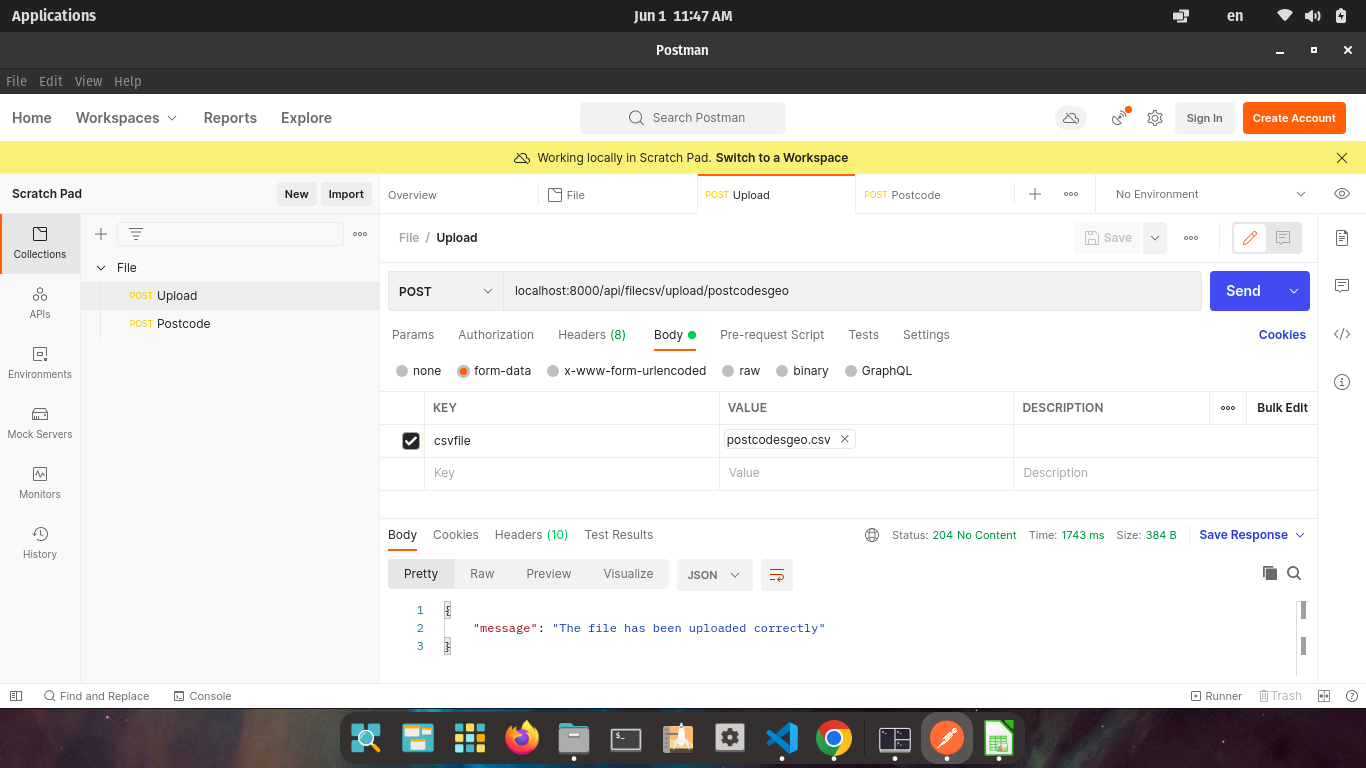 Applications
Jun 1 11:47 AM
en
Postman
File Edit View Help
Home Workspaces Reports Explore
Search Postman
Sign In
Create Account
Working locally in Scratch Pad. Switch to a Workspace
Scratch Pad
New
Import
Overview
File
POST Upload
POST Postcode
No Environment
Collections
APIs
Environments
Mock Servers
Monitors
History
File
POST Upload
POST Postcode
File / Upload
Save
POST
localhost:8000/api/filecsv/upload/postcodesgeo
Send
Params Authorization Headers (8) Body Pre-request Script Tests Settings
Cookies
none form-data x-www-form-urlencoded raw binary GraphQL
KEY VALUE DESCRIPTION
Bulk Edit
csvfile postcodesgeo.csv
Key Value Description
Body Cookies Headers (10) Test Results
Status: 204 No Content Time: 1743 ms Size: 384 B
Save Response
Pretty Raw Preview Visualize JSON
1 {
2 "message": "The file has been uploaded correctly"
3 }
Find and Replace Console
Runner Trash